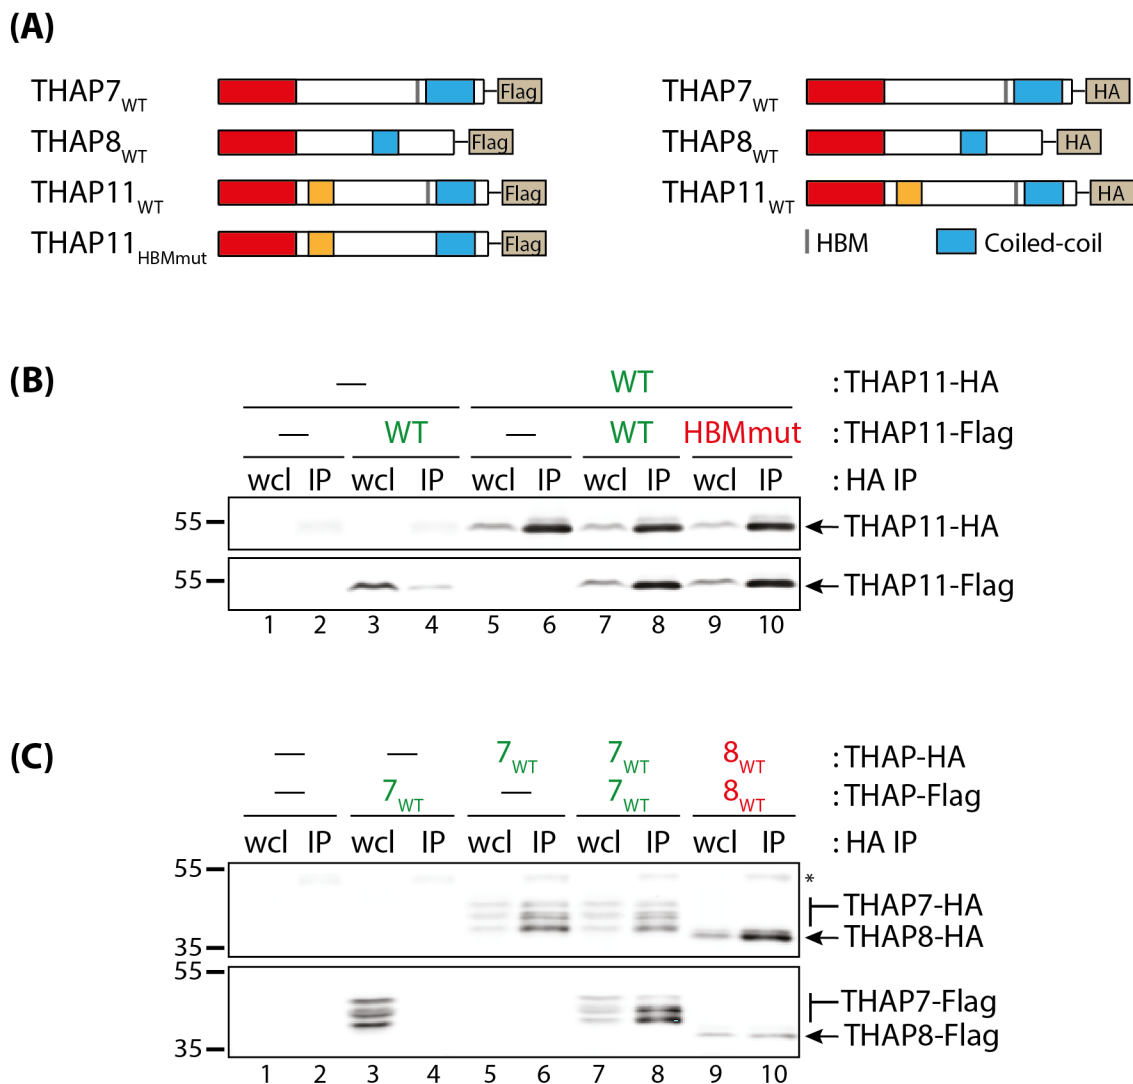 (A)
THAP7WT Flag THAP7WT HA
THAP8WT Flag THAP8WT HA
THAP11WT Flag THAP11WT HA
THAP11HBMmut Flag HBM Coiled-coil
(B)
— WT :THAP11-HA
— WT — WT HBMmut :THAP11-Flag
wcl IP wcl IP wcl IP wcl IP wcl IP :HA IP
55 THAP11-HA
55 THAP11-Flag
1 2 3 4 5 6 7 8 9 10
(C)
— — 7WT 7WT 8WT :THAP-HA
— 7WT — 7WT 8WT :THAP-Flag
wcl IP wcl IP wcl IP wcl IP wcl IP :HA IP
55 *
THAP7-HA
35 THAP8-HA
55
THAP7-Flag
35 THAP8-Flag
1 2 3 4 5 6 7 8 9 10